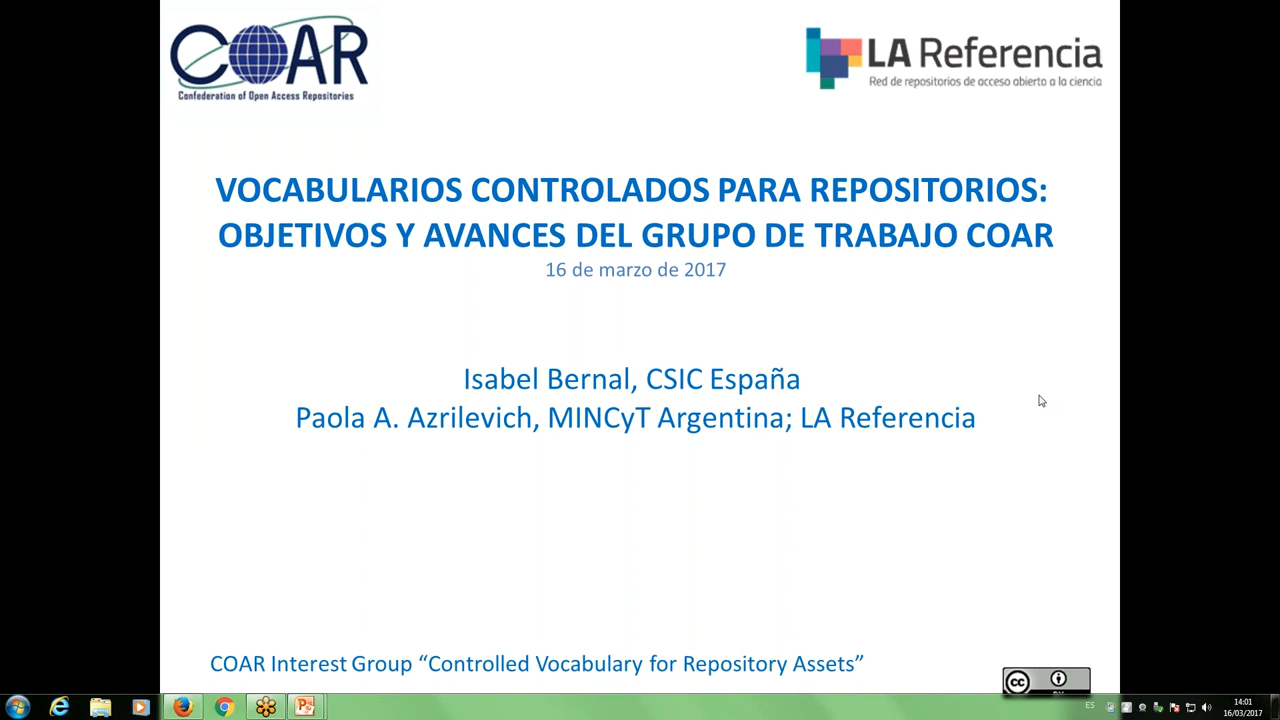 COAR
Confederation of Open Access Repositories
LA Referencia
Red de repositorios de acceso abierto a la ciencia
VOCABULARIOS CONTROLADOS PARA REPOSITORIOS:
OBJETIVOS Y AVANCES DEL GRUPO DE TRABAJO COAR
16 de marzo de 2017
Isabel Bernal, CSIC España
Paola A. Azrilevich, MINCyT Argentina; LA Referencia
COAR Interest Group “Controlled Vocabulary for Repository Assets”
cc
ES
14:01
16/03/2017